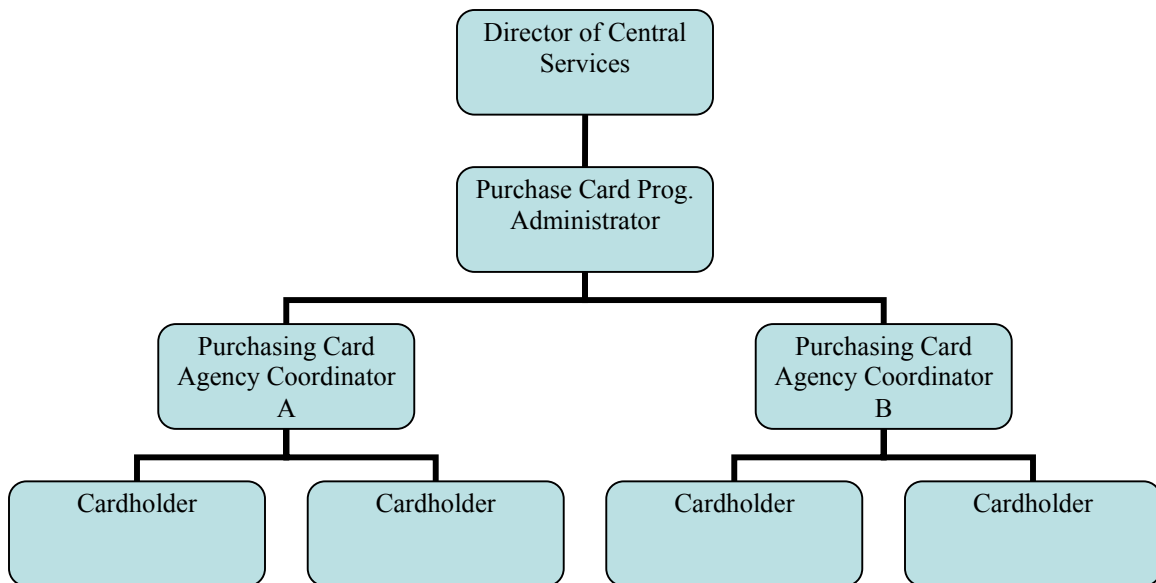 Director of Central
Services
Purchase Card Prog.
Administrator
Purchasing Card
Agency Coordinator
A
Purchasing Card
Agency Coordinator
B
Cardholder
Cardholder
Cardholder
Cardholder